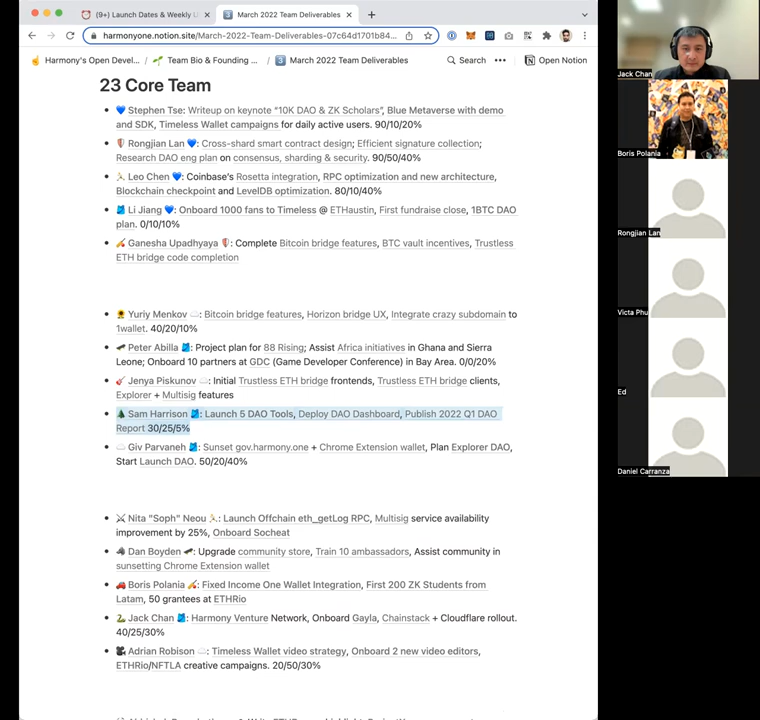 (9+) Launch Dates & Weekly U
March 2022 Team Deliverables
harmonyone.notion.site/March-2022-Team-Deliverables-07c64d1701b84...
Harmony's Open Devel... / Team Bio & Founding ... / March 2022 Team Deliverables
Search
Open Notion
23 Core Team
Stephen Tse: Writeup on keynote “10K DAO & ZK Scholars”, Blue Metaverse with demo
and SDK, Timeless Wallet campaigns for daily active users. 90/10/20%
Rongjian Lan: Cross-shard smart contract design; Efficient signature collection;
Research DAO eng plan on consensus, sharding & security. 90/50/40%
Leo Chen: Coinbase's Rosetta integration, RPC optimization and new architecture,
Blockchain checkpoint and LevelDB optimization. 80/10/40%
Li Jiang: Onboard 1000 fans to Timeless @ ETHaustin, First fundraise close, 1BTC DAO
plan. 0/10/10%
Ganesha Upadhyaya: Complete Bitcoin bridge features, BTC vault incentives, Trustless
ETH bridge code completion
Yuriy Menkov: Bitcoin bridge features, Horizon bridge UX, Integrate crazy subdomain to
1wallet. 40/20/10%
Peter Abilla: Project plan for 88 Rising; Assist Africa initiatives in Ghana and Sierra
Leone; Onboard 10 partners at GDC (Game Developer Conference) in Bay Area. 0/0/20%
Jenya Piskunov: Initial Trustless ETH bridge frontends, Trustless ETH bridge clients,
Explorer + Multisig features
Sam Harrison: Launch 5 DAO Tools, Deploy DAO Dashboard, Publish 2022 Q1 DAO
Report 30/25/5%
Giv Parvaneh: Sunset gov.harmony.one + Chrome Extension wallet, Plan Explorer DAO,
Start Launch DAO. 50/20/40%
Nita "Soph" Neou: Launch Offchain eth_getLog RPC, Multisig service availability
improvement by 25%, Onboard Socheat
Dan Boyden: Upgrade community store, Train 10 ambassadors, Assist community in
sunsetting Chrome Extension wallet
Boris Polania: Fixed Income One Wallet Integration, First 200 ZK Students from
Latam, 50 grantees at ETHRio
Jack Chan: Harmony Venture Network, Onboard Gayla, Chainstack + Cloudflare rollout.
40/25/30%
Adrian Robison: Timeless Wallet video strategy, Onboard 2 new video editors,
ETHRio/NFTLA creative campaigns. 20/50/30%
Jack Chan
Boris Polania
Rongjian Lan
Victa Phu
Ed
Daniel Carranza